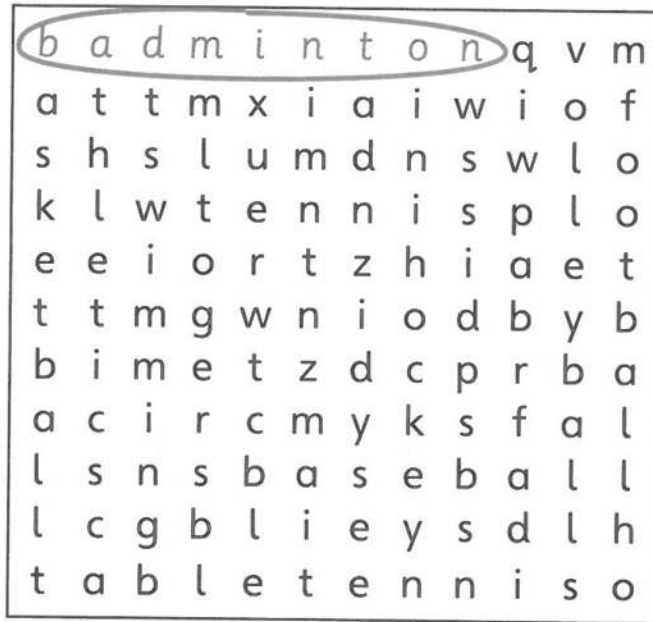 b a d m i n t o n q v m
a t t m x i a i w i o f
s h s l u m d n s w l o
k l w t e n n i s p l o
e e i o r t z h i a e t
t t m g w n i o d b y b
b i m e t z d c p r b a
a c i r c m y k s f a l
l s n s b a s e b a l l
l c g b l i e y s d l h
t a b l e t e n n i s o